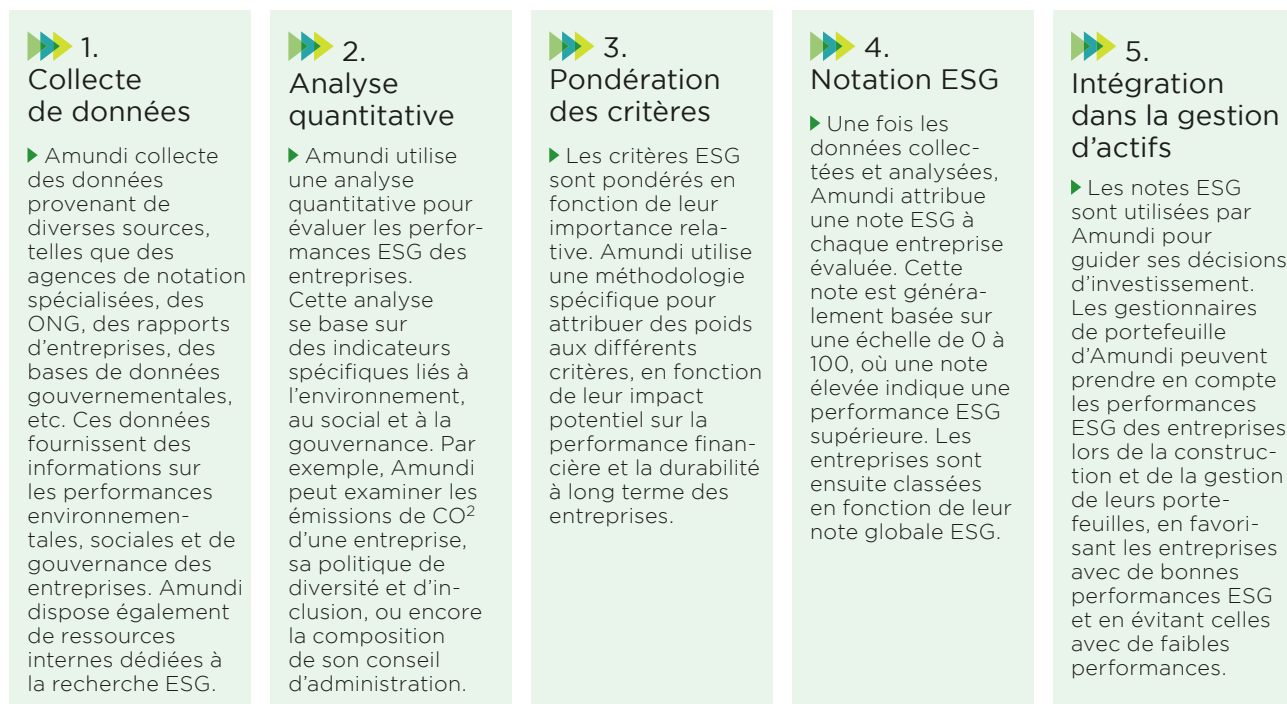 1.
Collecte
de données
Amundi collecte
des données
provenant de
diverses sources,
telles que des
agences de notation
spécialisées, des
ONG, des rapports
d'entreprises, des
bases de données
gouvernementales,
etc. Ces données
fournissent des
informations sur
les performances
environnemen-
tales, sociales et de
gouvernance des
entreprises. Amundi
dispose également
de ressources
internes dédiées à
la recherche ESG.
2.
Analyse
quantitative
Amundi utilise
une analyse
quantitative pour
évaluer les perfor-
mances ESG des
entreprises.
Cette analyse
se base sur
des indicateurs
spécifiques liés à
l'environnement,
au social et à la
gouvernance. Par
exemple, Amundi
peut examiner les
émissions de CO²
d'une entreprise,
sa politique de
diversité et d'in-
clusion, ou encore
la composition
de son conseil
d'administration.
3.
Pondération
des critères
Les critères ESG
sont pondérés en
fonction de leur
importance rela-
tive. Amundi utilise
une méthodologie
spécifique pour
attribuer des poids
aux différents
critères, en fonction
de leur impact
potentiel sur la
performance finan-
cière et la durabilité
à long terme des
entreprises.
4.
Notation ESG
Une fois les
données collec-
tées et analysées,
Amundi attribue
une note ESG à
chaque entreprise
évaluée. Cette
note est généra-
lement basée sur
une échelle de 0 à
100, où une note
élevée indique une
performance ESG
supérieure. Les
entreprises sont
ensuite classées
en fonction de leur
note globale ESG.
5.
Intégration
dans la gestion
d'actifs
Les notes ESG
sont utilisées par
Amundi pour
guider ses décisions
d'investissement.
Les gestionnaires
de portefeuille
d'Amundi peuvent
prendre en compte
les performances
ESG des entreprises
lors de la construc-
tion et de la gestion
de leurs porte-
feuilles, en favori-
sant les entreprises
avec de bonnes
performances ESG
et en évitant celles
avec de faibles
performances.